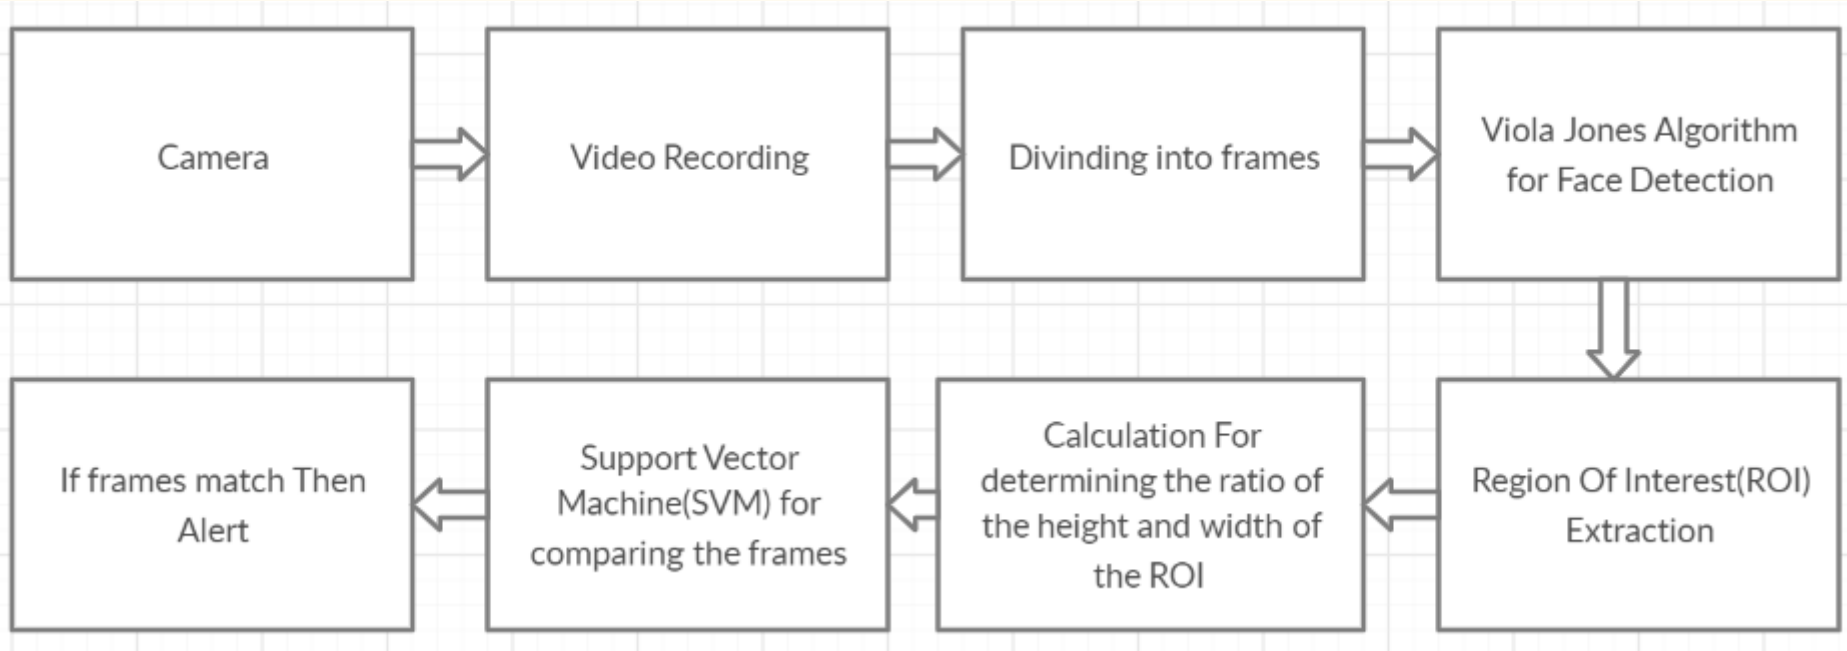 Camera
Video Recording
Divinding into frames
Viola Jones Algorithm
for Face Detection
Region Of Interest(ROI)
Extraction
Calculation For
determining the ratio of
the height and width of
the ROI
Support Vector
Machine(SVM) for
comparing the frames
If frames match Then
Alert